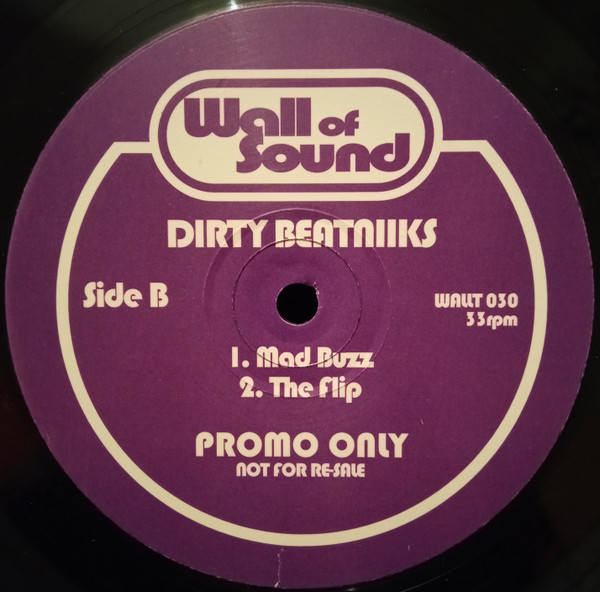 Wall of
Sound
DIRTY BEATNIIKS
Side B
WALLT 030
33rpm
1. Mad Buzz
2. The Flip
PROMO ONLY
NOT FOR RE-SALE